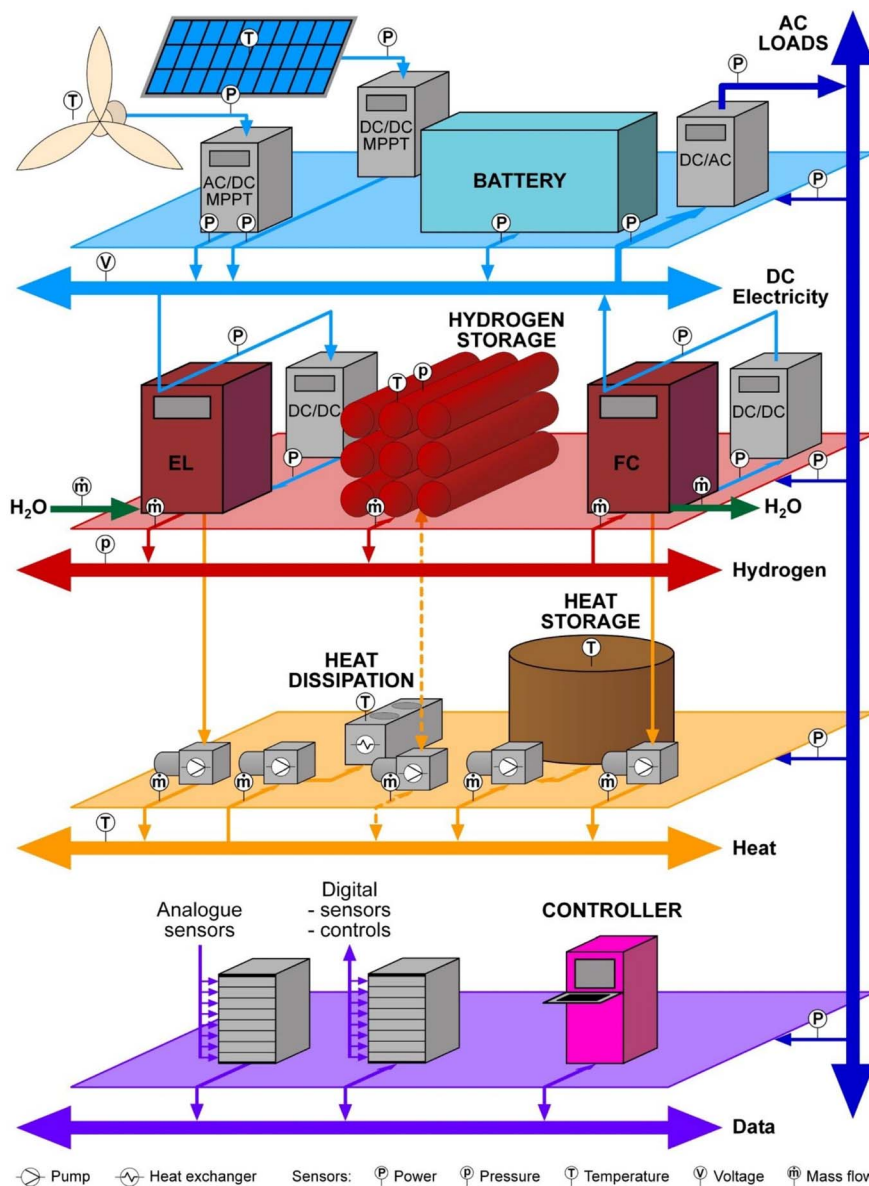 AC
LOADS
T
P
P
P
T
DC/DC
MPPT
AC/DC
MPPT
BATTERY
DC/AC
P
P
P
P
P
V
DC
Electricity
HYDROGEN
STORAGE
P
P
T
p
DC/DC
DC/DC
EL
FC
P
P
P
ṁ
ṁ
H₂O
ṁ
ṁ
ṁ
H₂O
p
Hydrogen
HEAT
STORAGE
T
HEAT
DISSIPATION
T
P
ṁ
ṁ
ṁ
ṁ
ṁ
T
Heat
Analogue
sensors
Digital
- sensors
- controls
CONTROLLER
P
Data
Pump Heat exchanger Sensors: P Power p Pressure T Temperature V Voltage ṁ Mass flow